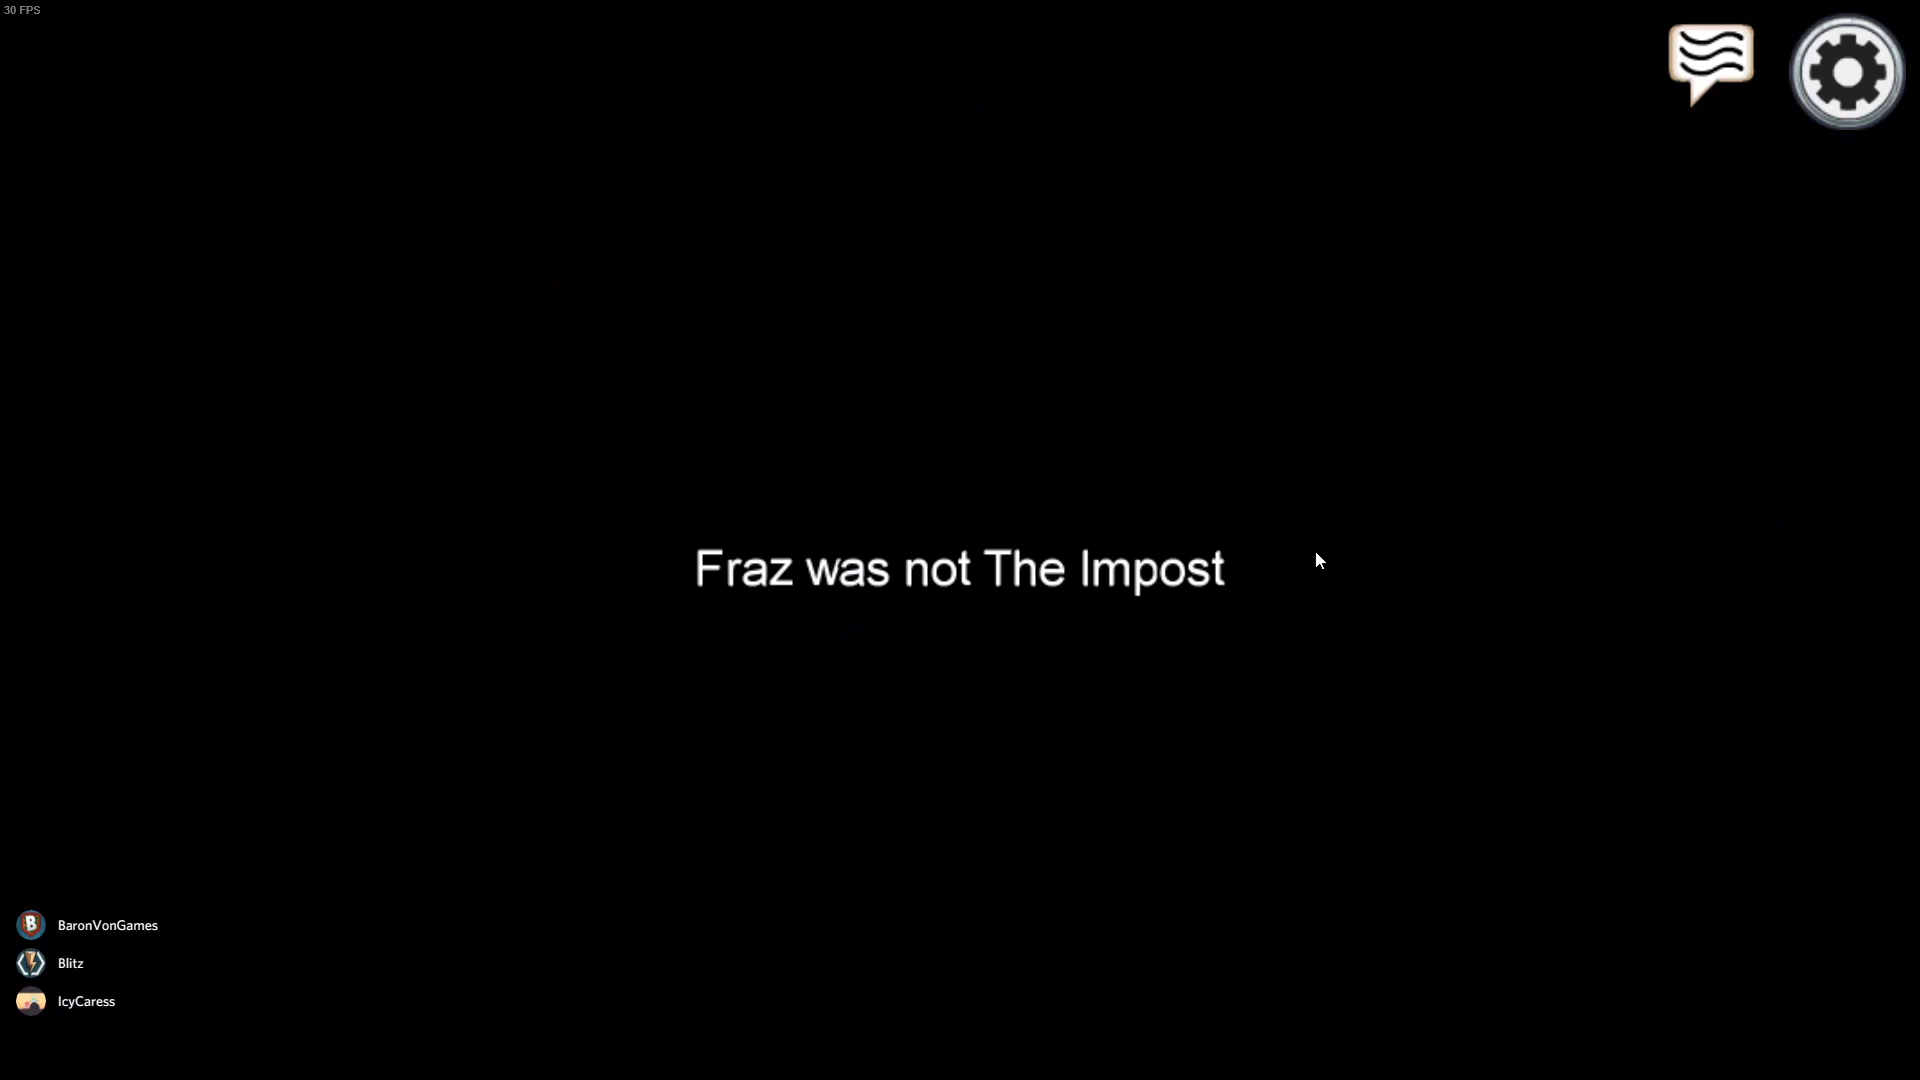 30 FPS
Fraz was not The Impost
BaronVonGames
Blitz
IcyCaress